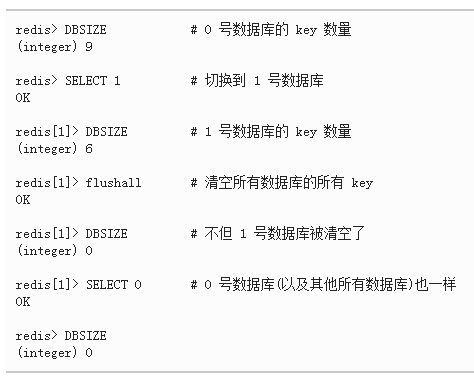 redis> DBSIZE # 0 号数据库的 key 数量
(integer) 9
redis> SELECT 1 # 切换到 1 号数据库
OK
redis[1]> DBSIZE # 1 号数据库的 key 数量
(integer) 6
redis[1]> flushall # 清空所有数据库的所有 key
OK
redis[1]> DBSIZE # 不但 1 号数据库被清空了
(integer) 0
redis[1]> SELECT 0 # 0 号数据库(以及其他所有数据库)也一样
OK
redis> DBSIZE
(integer) 0